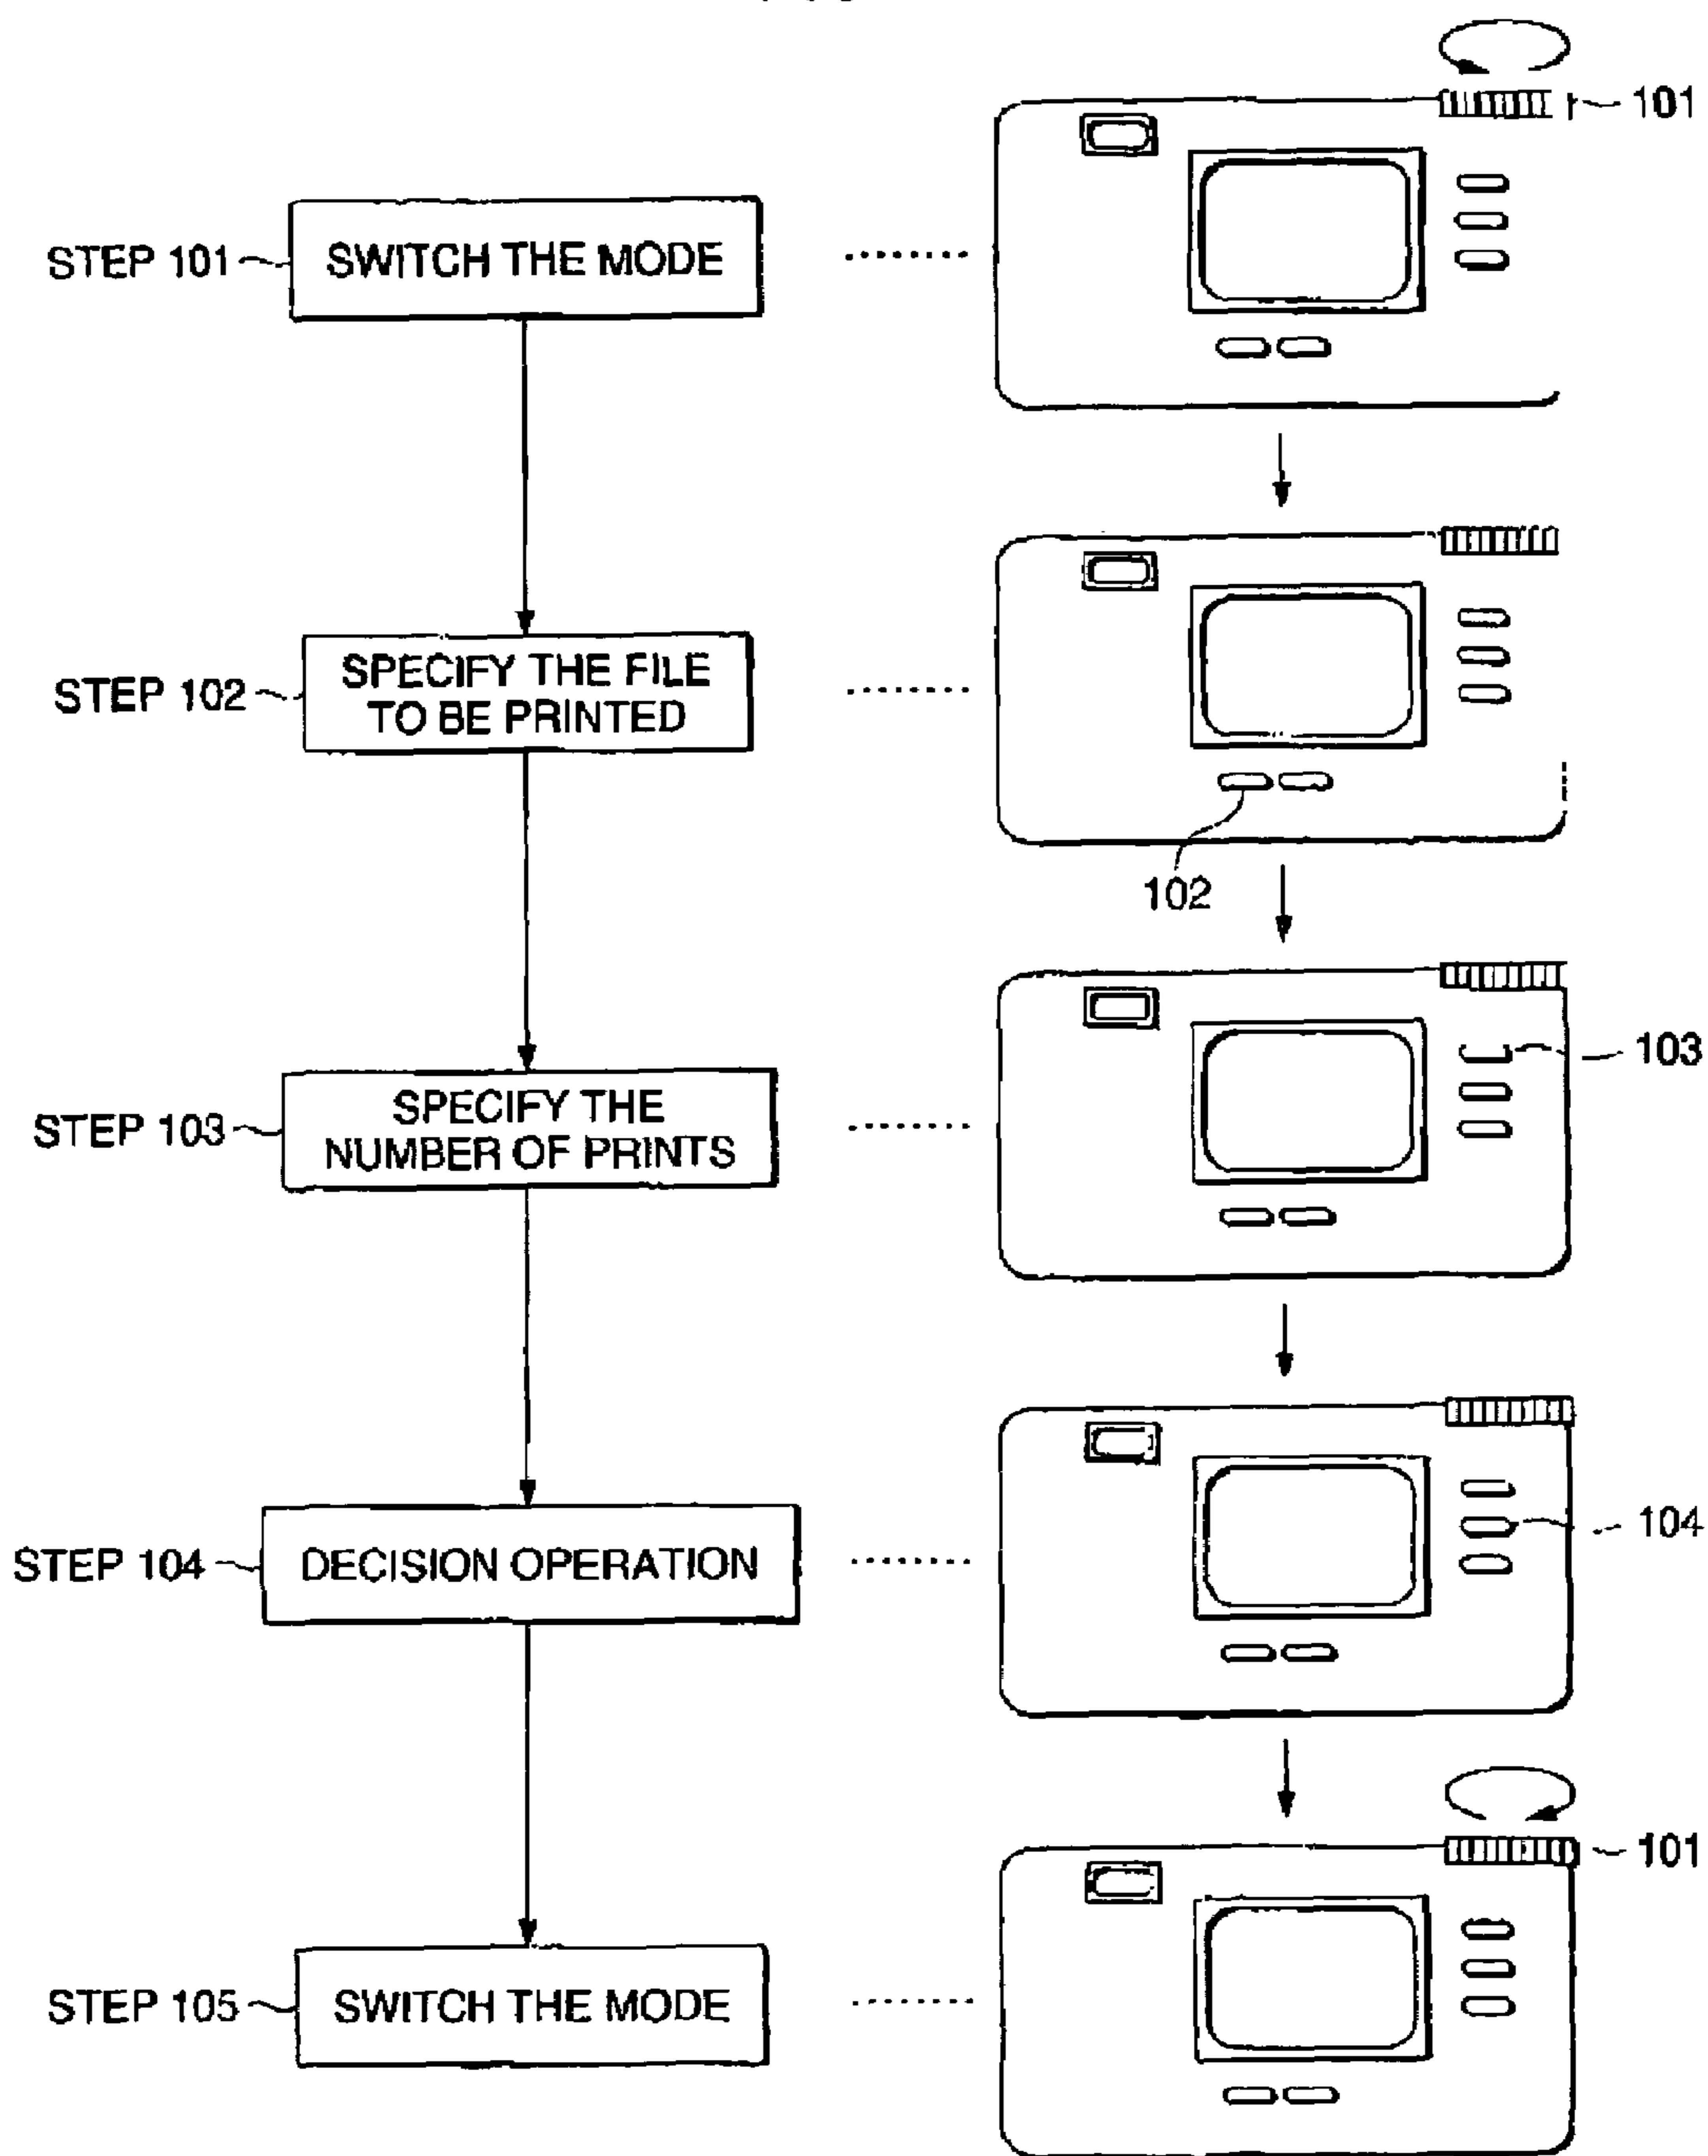 101
STEP 101
SWITCH THE MODE
STEP 102
SPECIFY THE FILE
TO BE PRINTED
102
STEP 103
SPECIFY THE
NUMBER OF PRINTS
103
STEP 104
DECISION OPERATION
104
STEP 105
SWITCH THE MODE
101